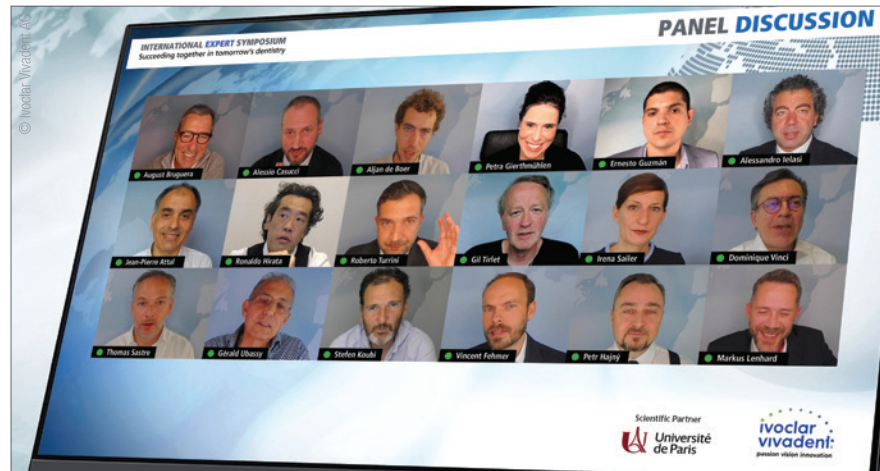 © Ivoclar Vivadent AG
INTERNATIONAL EXPERT SYMPOSIUM
Succeeding together in tomorrow's dentistry
PANEL DISCUSSION
August Bruguera
Alessio Casucci
Aljan de Boer
Petra Gierthmühlen
Ernesto Guzmán
Alessandro Ielasi
Jean-Pierre Attal
Ronaldo Hirata
Roberto Turrini
Gil Tirlet
Irena Sailer
Dominique Vinci
Thomas Sastre
Gérald Ubassy
Stefen Koubi
Vincent Fehmer
Petr Hajný
Markus Lenhard
Scientific Partner
Université
de Paris
ivoclar
vivadent:
passion vision innovation